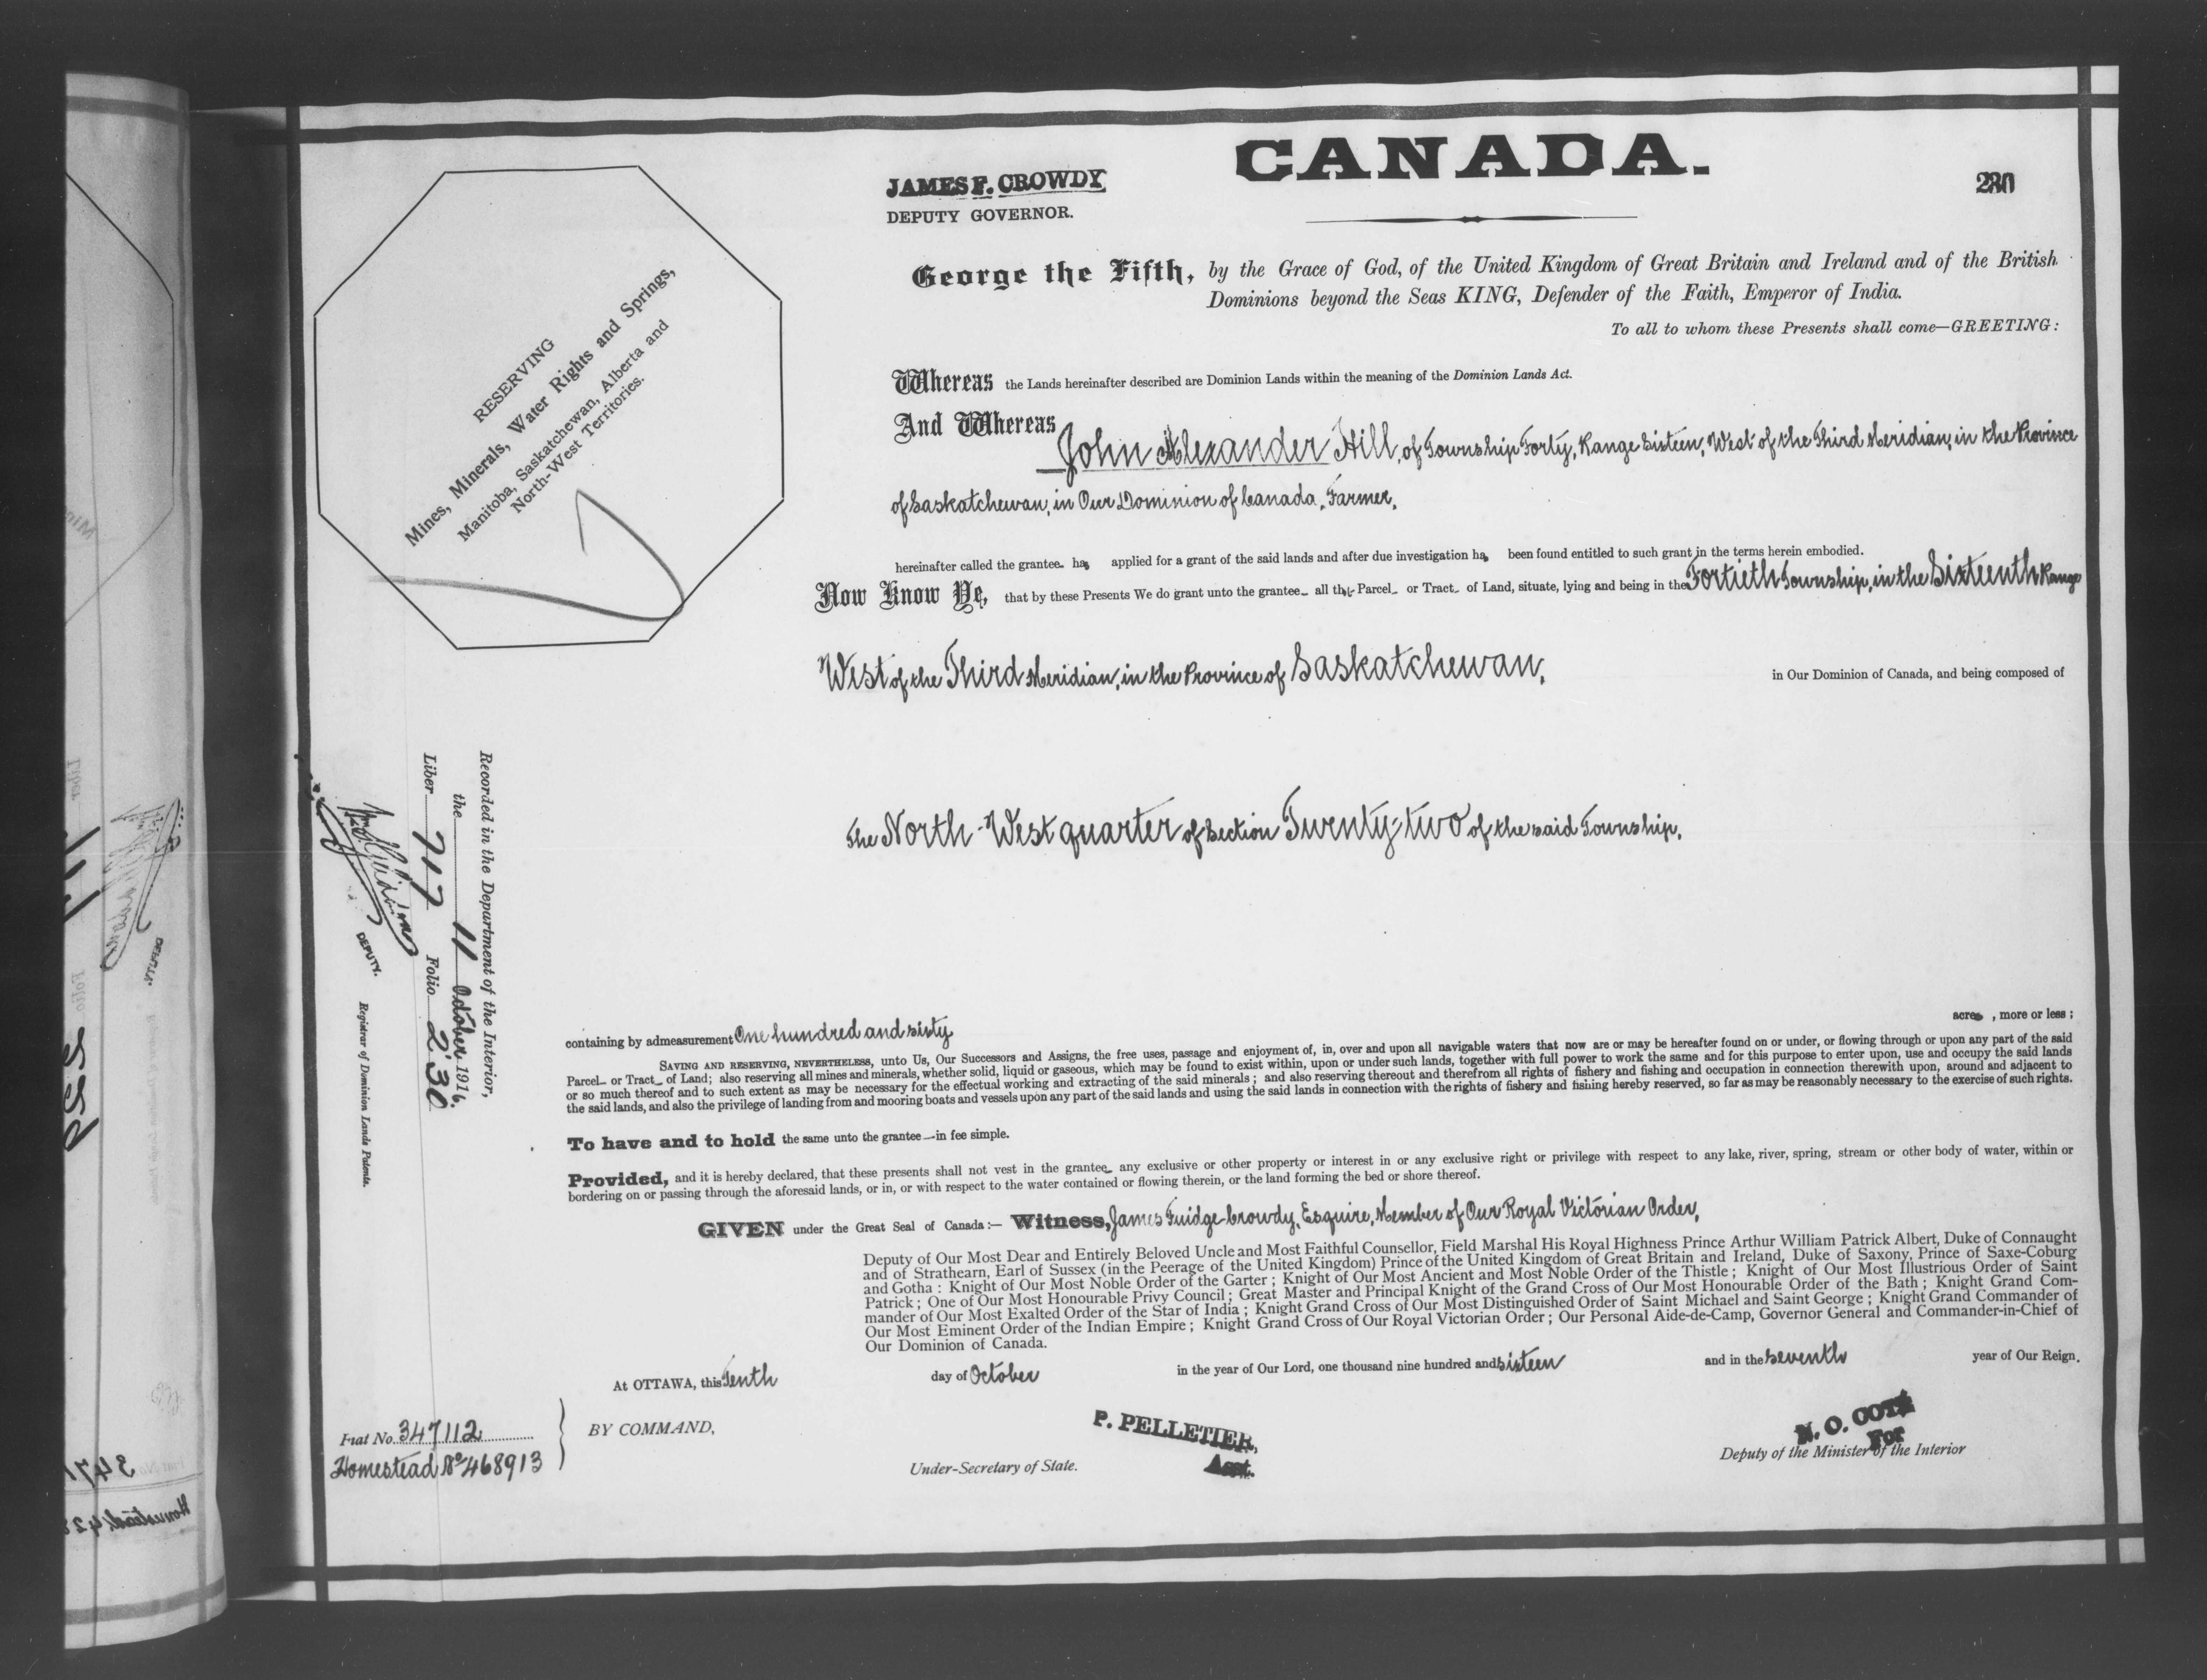 CANADA.
JAMES F. CROWDY
DEPUTY GOVERNOR.
230
George the Fifth, by the Grace of God, of the United Kingdom of Great Britain and Ireland and of the British
Dominions beyond the Seas KING, Defender of the Faith, Emperor of India.
To all to whom these Presents shall come—GREETING:
RESERVING
Mines, Minerals, Water Rights and Springs,
Manitoba, Saskatchewan, Alberta and
North-West Territories.
Whereas the Lands hereinafter described are Dominion Lands within the meaning of the Dominion Lands Act.
And Whereas John Alexander Hill, of Township Forty, Range Sixteen, West of the Third Meridian, in the Province
of Saskatchewan, in Our Dominion of Canada, Farmer,
hereinafter called the grantee has applied for a grant of the said lands and after due investigation has been found entitled to such grant in the terms herein embodied.
Now Know Ye, that by these Presents We do grant unto the grantee all that Parcel or Tract of Land, situate, lying and being in the Fortieth Township, in the Sixteenth Range
West of the Third Meridian, in the Province of Saskatchewan, in Our Dominion of Canada, and being composed of
The North-West quarter of Section Twenty-two of the said Township,
Recorded in the Department of the Interior,
the 11 October 1916.
Liber 717 Folio 230
DEPUTY.
Registrar of Dominion Lands Patents.
containing by admeasurement One hundred and sixty acres, more or less;
SAVING AND RESERVING, NEVERTHELESS, unto Us, Our Successors and Assigns, the free uses, passage and enjoyment of, in, over and upon all navigable waters that now are or may be hereafter found on or under, or flowing through or upon any part of the said
Parcel or Tract of Land; also reserving all mines and minerals, whether solid, liquid or gaseous, which may be found to exist within, upon or under such lands, together with full power to work the same and for this purpose to enter upon, use and occupy the said lands
or so much thereof and to such extent as may be necessary for the effectual working and extracting of the said minerals; and also reserving thereout and therefrom all rights of fishery and fishing and occupation in connection therewith upon, around and adjacent to
the said lands, and also the privilege of landing from and mooring boats and vessels upon any part of the said lands and using the said lands in connection with the rights of fishery and fishing hereby reserved, so far as may be reasonably necessary to the exercise of such rights.
To have and to hold the same unto the grantee—in fee simple.
Provided, and it is hereby declared, that these presents shall not vest in the grantee any exclusive or other property or interest in or any exclusive right or privilege with respect to any lake, river, spring, stream or other body of water, within or
bordering on or passing through the aforesaid lands, or in, or with respect to the water contained or flowing therein, or the land forming the bed or shore thereof.
GIVEN under the Great Seal of Canada:— Witness, James Fuidge Crowdy, Esquire, Member of Our Royal Victorian Order,
Deputy of Our Most Dear and Entirely Beloved Uncle and Most Faithful Counsellor, Field Marshal His Royal Highness Prince Arthur William Patrick Albert, Duke of Connaught
and of Strathearn, Earl of Sussex (in the Peerage of the United Kingdom) Prince of the United Kingdom of Great Britain and Ireland, Duke of Saxony, Prince of Saxe-Coburg
and Gotha: Knight of Our Most Noble Order of the Garter; Knight of Our Most Ancient and Most Noble Order of the Thistle; Knight of Our Most Illustrious Order of Saint
Patrick; One of Our Most Honourable Privy Council; Great Master and Principal Knight of the Grand Cross of Our Most Honourable Order of the Bath; Knight Grand Com-
mander of Our Most Exalted Order of the Star of India; Knight Grand Cross of Our Most Distinguished Order of Saint Michael and Saint George; Knight Grand Commander of
Our Most Eminent Order of the Indian Empire; Knight Grand Cross of Our Royal Victorian Order; Our Personal Aide-de-Camp, Governor General and Commander-in-Chief of
Our Dominion of Canada.
At OTTAWA, this Tenth day of October in the year of Our Lord, one thousand nine hundred and sixteen and in the Seventh year of Our Reign.
Fiat No. 347112
Homestead No 468913
BY COMMAND,
P. PELLETIER,
Asst.
Under-Secretary of State.
N. O. COTÉ
For
Deputy of the Minister of the Interior